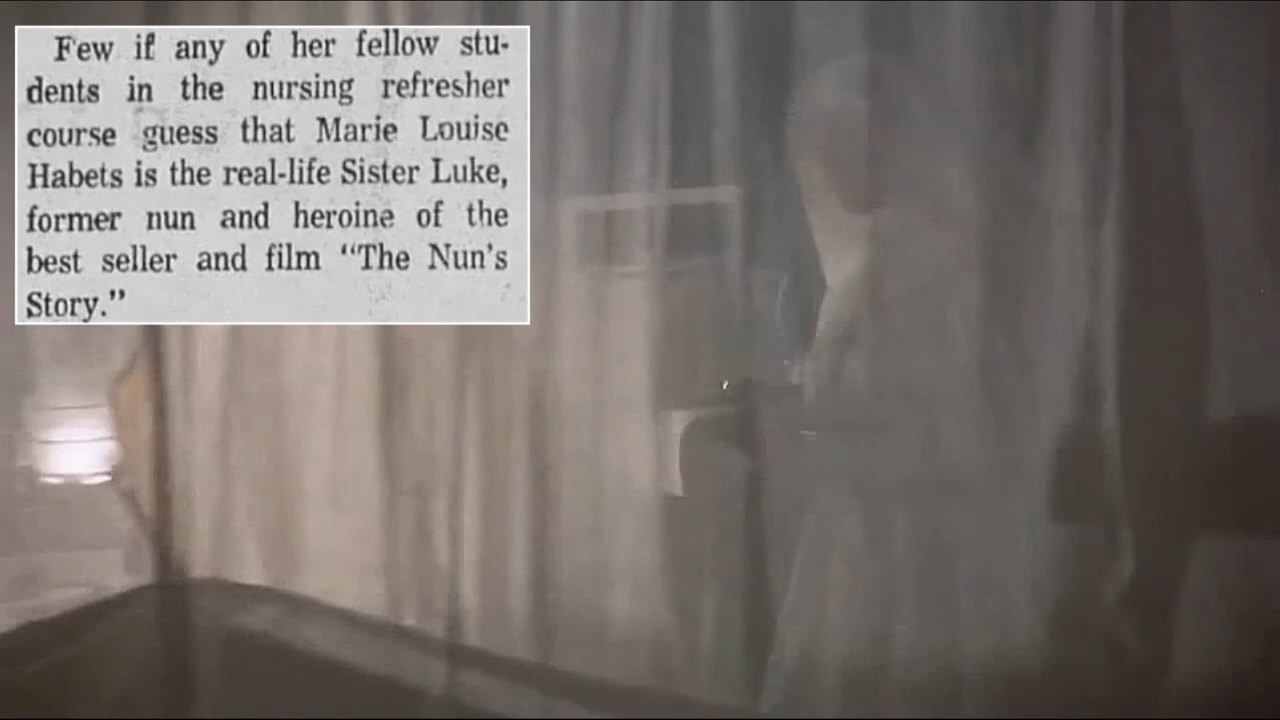 Few if any of her fellow stu-
dents in the nursing refresher
course guess that Marie Louise
Habets is the real-life Sister Luke,
former nun and heroine of the
best seller and film “The Nun’s
Story.”